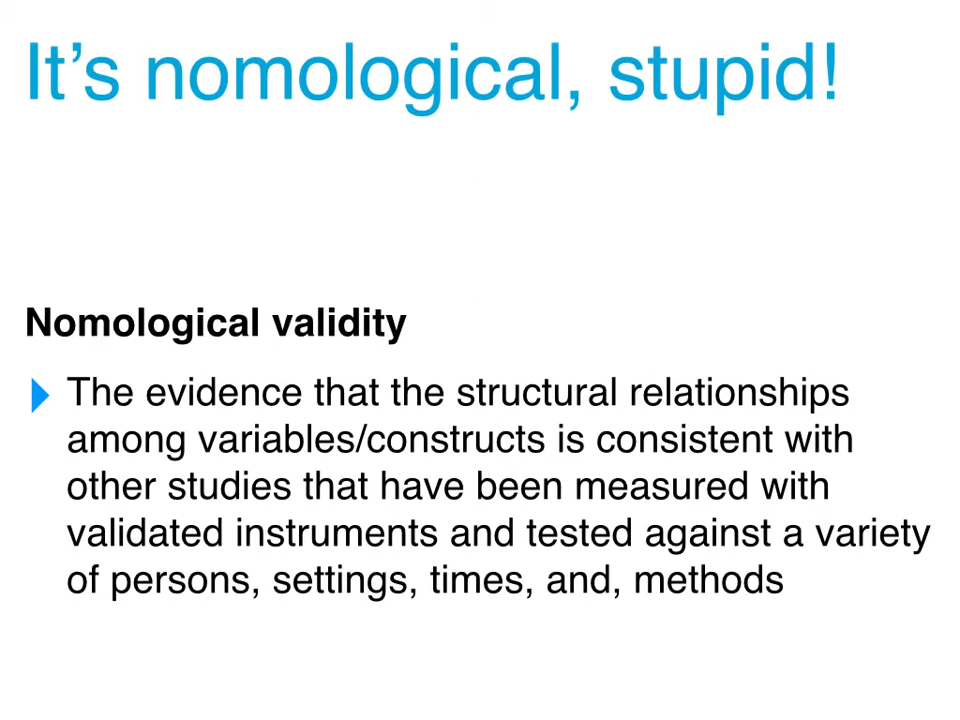 It’s nomological, stupid!
Nomological validity
The evidence that the structural relationships
among variables/constructs is consistent with
other studies that have been measured with
validated instruments and tested against a variety
of persons, settings, times, and, methods